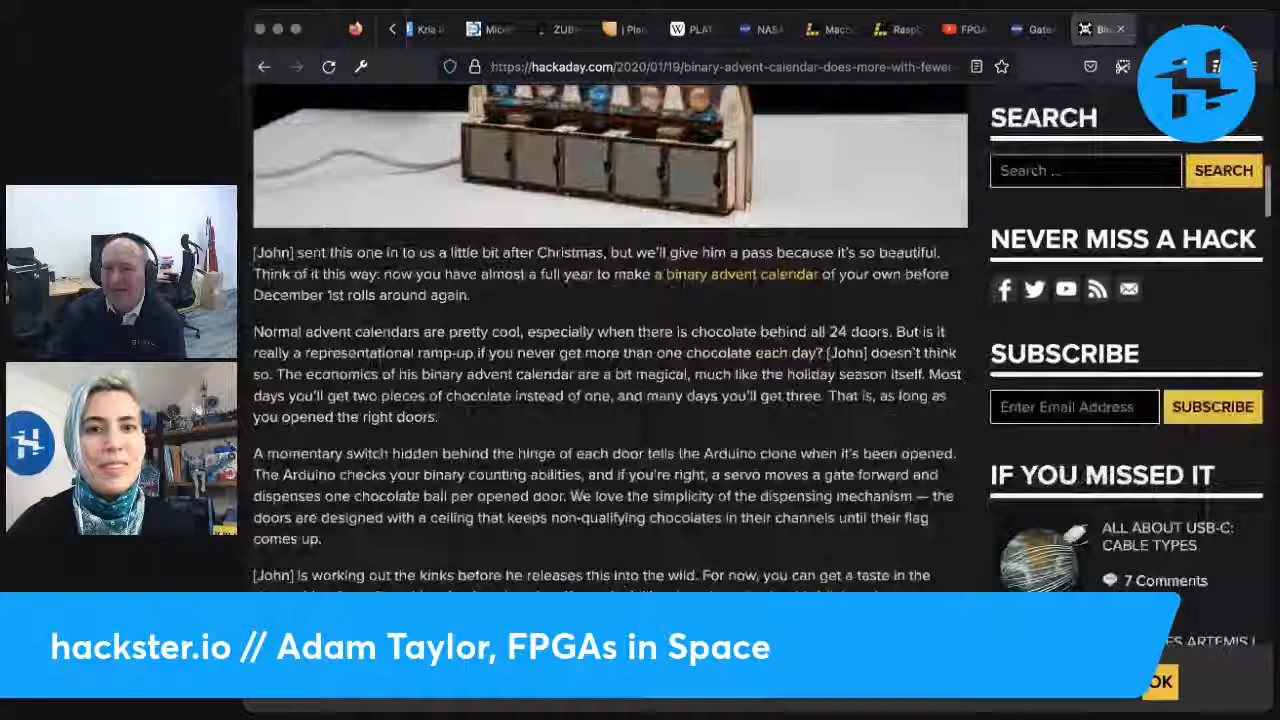 Kris
Micr
ZUB
| Pla
PLAT
NASA
Mach
Raspb
FPGA
Gate
https://hackaday.com/2020/01/19/binary-advent-calendar-does-more-with-fewer-
SEARCH
Search ...
SEARCH
NEVER MISS A HACK
SUBSCRIBE
Enter Email Address
SUBSCRIBE
IF YOU MISSED IT
ALL ABOUT USB-C:
CABLE TYPES
7 Comments
ARTEMIS I
OK
[John] sent this one in to us a little bit after Christmas, but we'll give him a pass because it's so beautiful.
Think of it this way: now you have almost a full year to make a binary advent calendar of your own before
December 1st rolls around again.
Normal advent calendars are pretty cool, especially when there is chocolate behind all 24 doors. But is it
really a representational ramp-up if you never get more than one chocolate each day? [John] doesn't think
so. The economics of his binary advent calendar are a bit magical, much like the holiday season itself. Most
days you'll get two pieces of chocolate instead of one, and many days you'll get three. That is, as long as
you opened the right doors.
A momentary switch hidden behind the hinge of each door tells the Arduino clone when it's been opened.
The Arduino checks your binary counting abilities, and if you're right, a servo moves a gate forward and
dispenses one chocolate ball per opened door. We love the simplicity of the dispensing mechanism — the
doors are designed with a ceiling that keeps non-qualifying chocolates in their channels until their flag
comes up.
[John] is working out the kinks before he releases this into the wild. For now, you can get a taste in the
hackster.io // Adam Taylor, FPGAs in Space